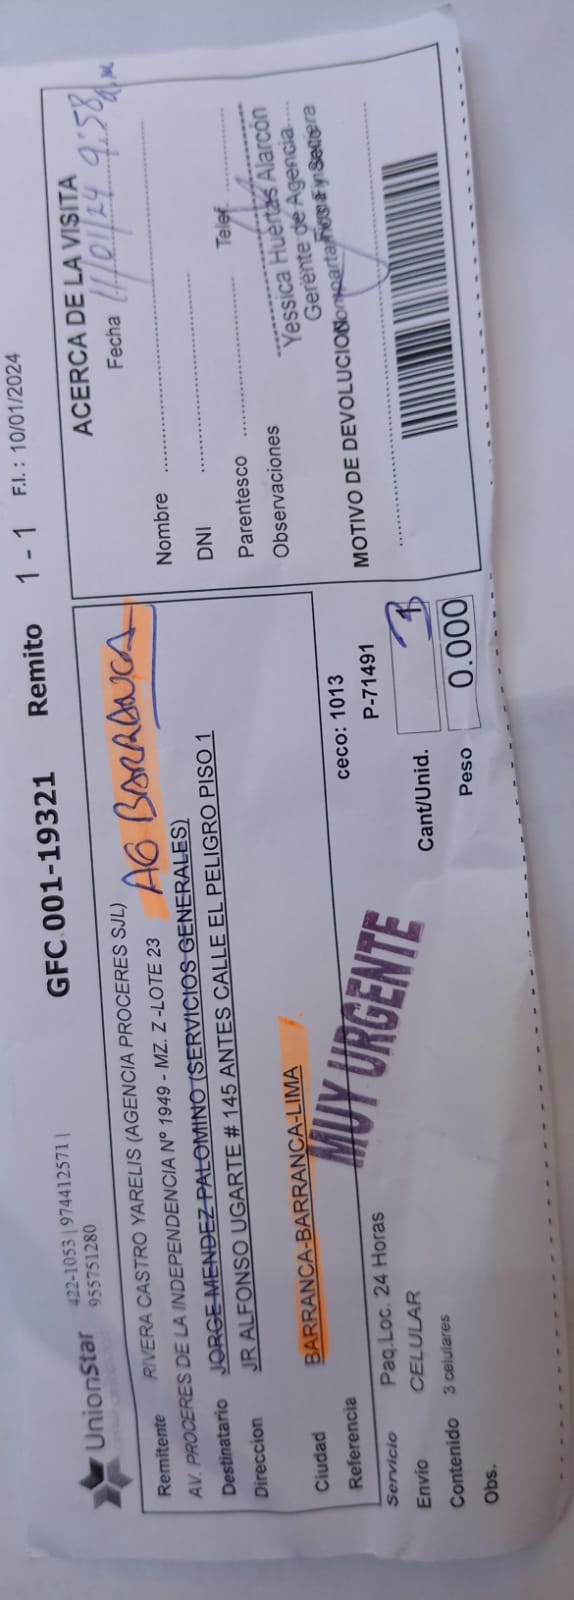 UnionStar
422-1053 | 974412571 |
955751280
GFC.001-19321 Remito 1 - 1 F.I.: 10/01/2024
Remitente RIVERA CASTRO YARELIS (AGENCIA PROCERES SJL)
AV. PROCERES DE LA INDEPENDENCIA Nº 1949 - MZ. Z -LOTE 23
AG BARRANCA
Destinatario JORGE MENDEZ PALOMINO (SERVICIOS GENERALES)
Direccion JR ALFONSO UGARTE # 145 ANTES CALLE EL PELIGRO PISO 1
Ciudad BARRANCA-BARRANCA-LIMA
Referencia
ceco: 1013
MUY URGENTE
Servicio Paq.Loc. 24 Horas
P-71491
Envío CELULAR
Contenido 3 celulares
Cant/Unid. 1
Obs.
Peso 0.000
ACERCA DE LA VISITA
Fecha 11/01/24 9:58 a.m
Nombre
DNI
Parentesco Telef.
Observaciones
Yessica Huertas Alarcón
Gerente de Agencia
MOTIVO DE DEVOLUCION